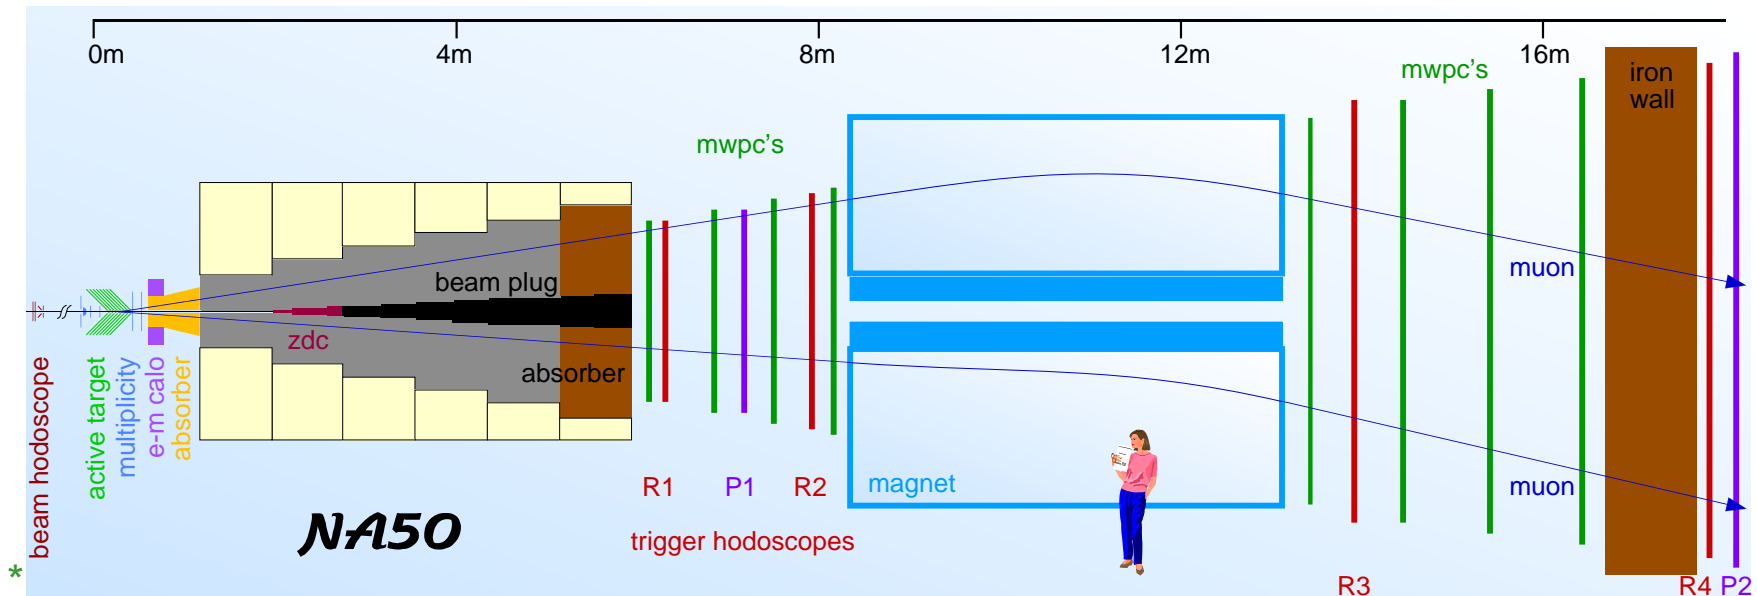 0m
4m
8m
12m
16m
mwpc's
iron
wall
mwpc's
muon
beam plug
zdc
absorber
beam hodoscope
active target
multiplicity
e-m calo
absorber
R1
P1
R2
magnet
muon
NA50
trigger hodoscopes
*
R3
R4
P2